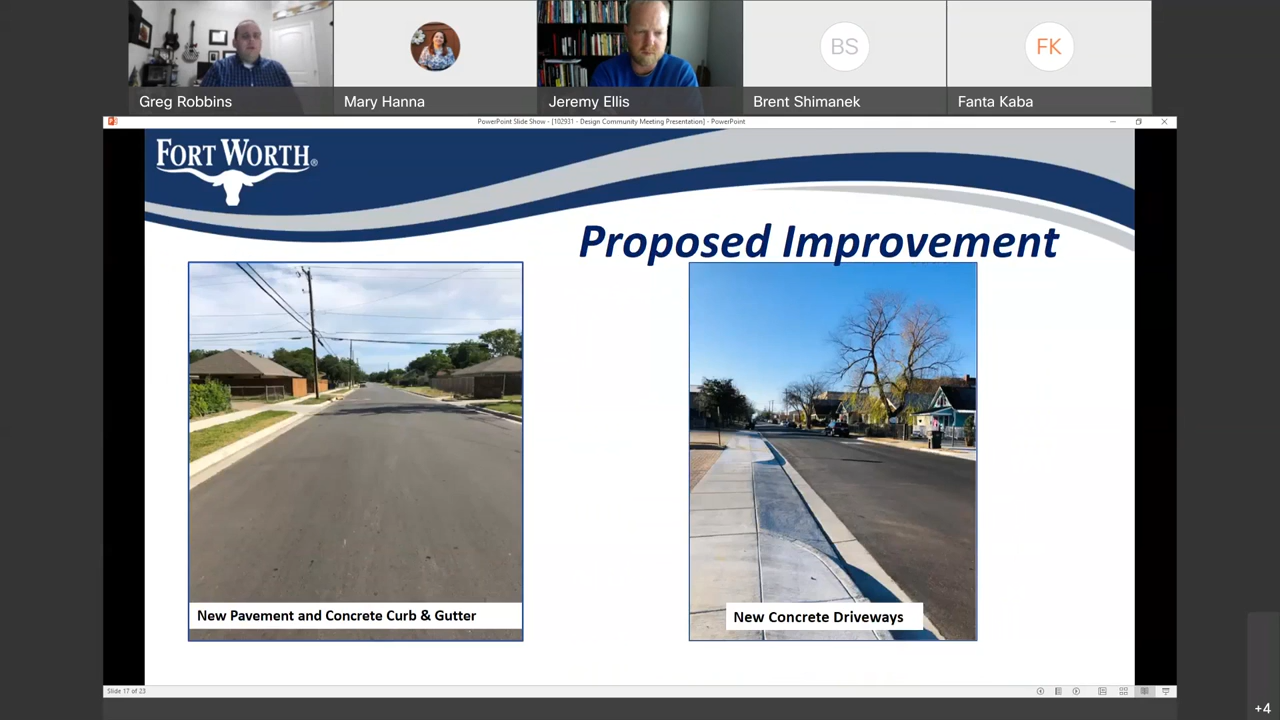 Greg Robbins
Mary Hanna
Jeremy Ellis
BS
Brent Shimanek
FK
Fanta Kaba
PowerPoint Slide Show - [102931 - Design Community Meeting Presentation] - PowerPoint
FORT WORTH®
Proposed Improvement
New Pavement and Concrete Curb & Gutter
New Concrete Driveways
Slide 17 of 23
+4